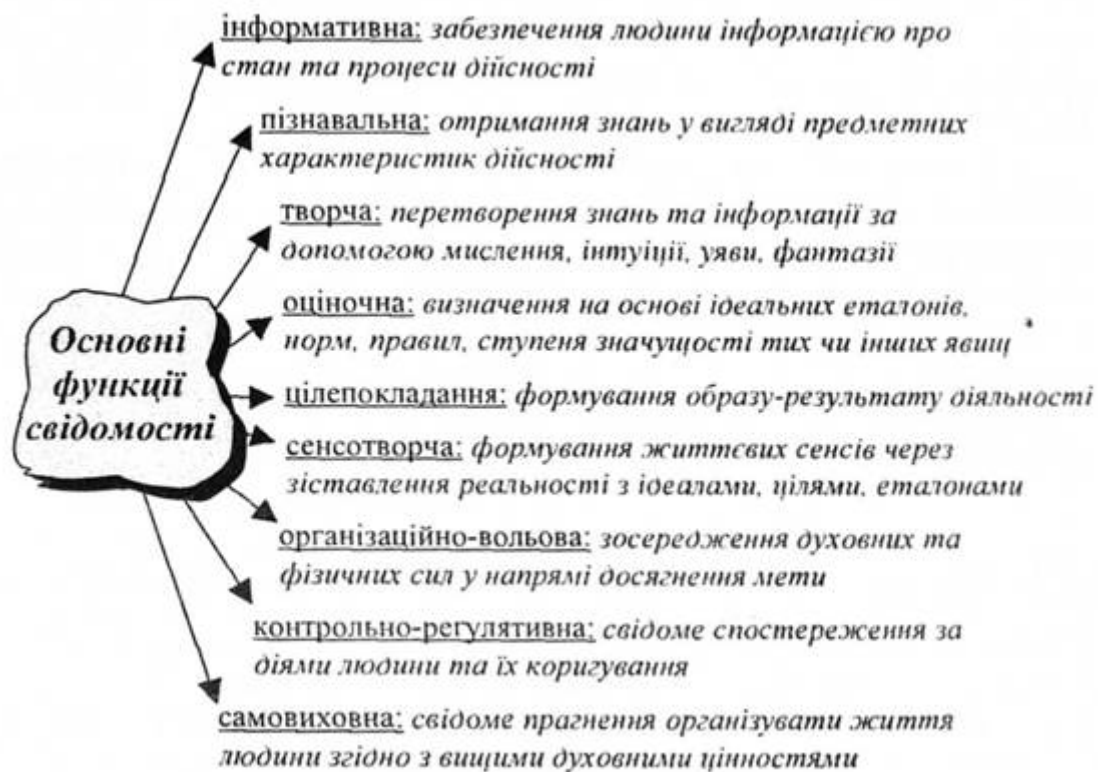 інформативна: забезпечення людини інформацією про
стан та процеси дійсності
пізнавальна: отримання знань у вигляді предметних
характеристик дійсності
творча: перетворення знань та інформації за
допомогою мислення, інтуіції, уяви, фантазії
оціночна: визначення на основі ідеальних еталонів,
норм, правил, ступеня значущості тих чи інших явищ
Основні
функції
свідомості
цілепокладання: формування образу-результату діяльності
сенсотворча: формування життєвих сенсів через
зіставлення реальності з ідеалами, цілями, еталонами
організаційно-вольова: зосередження духовних та
фізичних сил у напрямі досягнення мети
контрольно-регулятивна: свідоме спостереження за
діями людини та їх коригування
самовиховна: свідоме прагнення організувати життя
людини згідно з вищими духовними цінностями